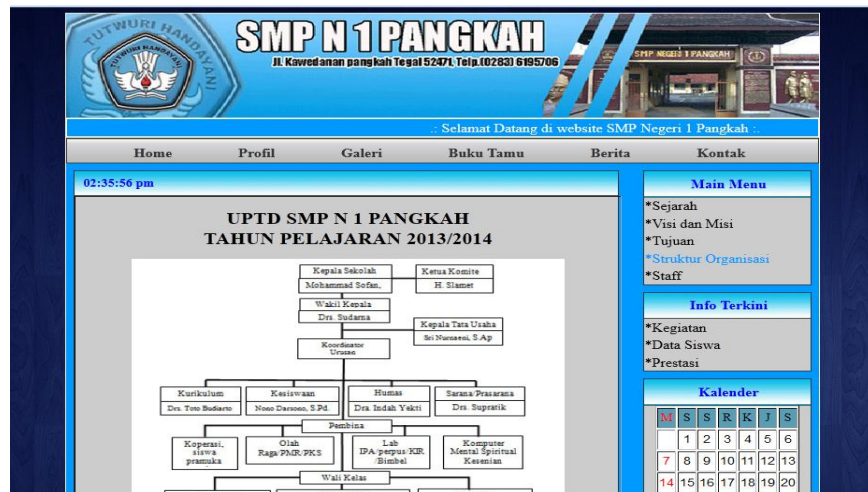 TUTWURI HANDAYANI
SMP N 1 PANGKAH
Jl. Kawedanan pangkah Tegal 52471, Telp.(0283) 6195706
SMP NEGERI 1 PANGKAH
.: Selamat Datang di website SMP Negeri 1 Pangkah :.
Home Profil Galeri Buku Tamu Berita Kontak
02:35:56 pm
UPTD SMP N 1 PANGKAH
TAHUN PELAJARAN 2013/2014
Kepala Sekolah
Mohammad Sofan,
Ketua Komite
H. Slamet
Wakil Kepala
Drs. Sudarna
Kepala Tata Usaha
Sri Nuraeni, S.Ap
Koordinator
Urusan
Kurikulum
Drs. Toto Budiarto
Kesiswaan
Nono Darsono, S.Pd.
Humas
Dra. Indah Yekti
Sarana/Prasarana
Drs. Supratik
Pembina
Koperasi,
siswa
pramuka
Olah
Raga/PMR/PKS
Lab
IPA/perpus/KIR
/Bimbel
Komputer
Mental Spiritual
Kesenian
Wali Kelas
Main Menu
*Sejarah
*Visi dan Misi
*Tujuan
*Struktur Organisasi
*Staff
Info Terkini
*Kegiatan
*Data Siswa
*Prestasi
Kalender
M S S R K J S
1 2 3 4 5 6
7 8 9 10 11 12 13
14 15 16 17 18 19 20